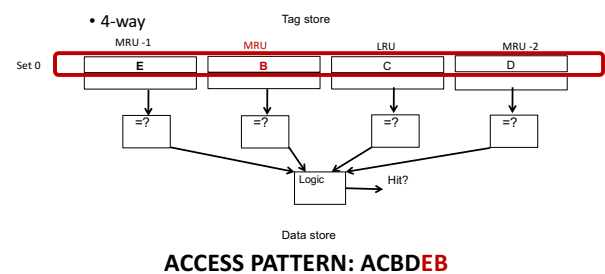 • 4-way
Tag store
MRU -1 MRU LRU MRU -2
Set 0 E B C D
=? =? =? =?
Logic Hit?
Data store
ACCESS PATTERN: ACBDEB